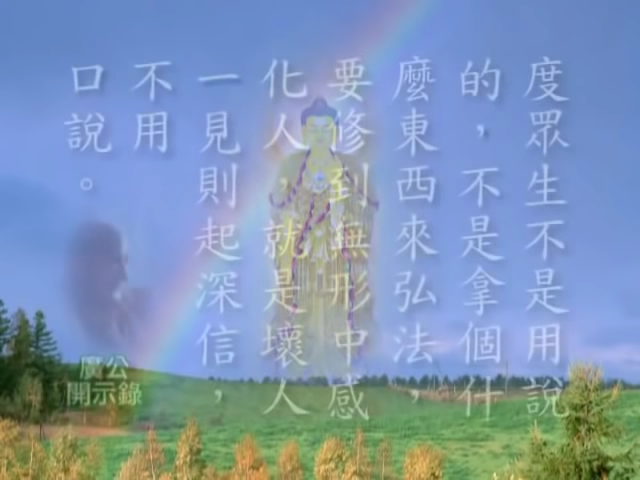 度眾生不是用說
的，不是拿個什
麼東西來弘法，
要修到無形中感
化人，就是壞人
一見則起深信，
不用
口說。
廣公
開示錄